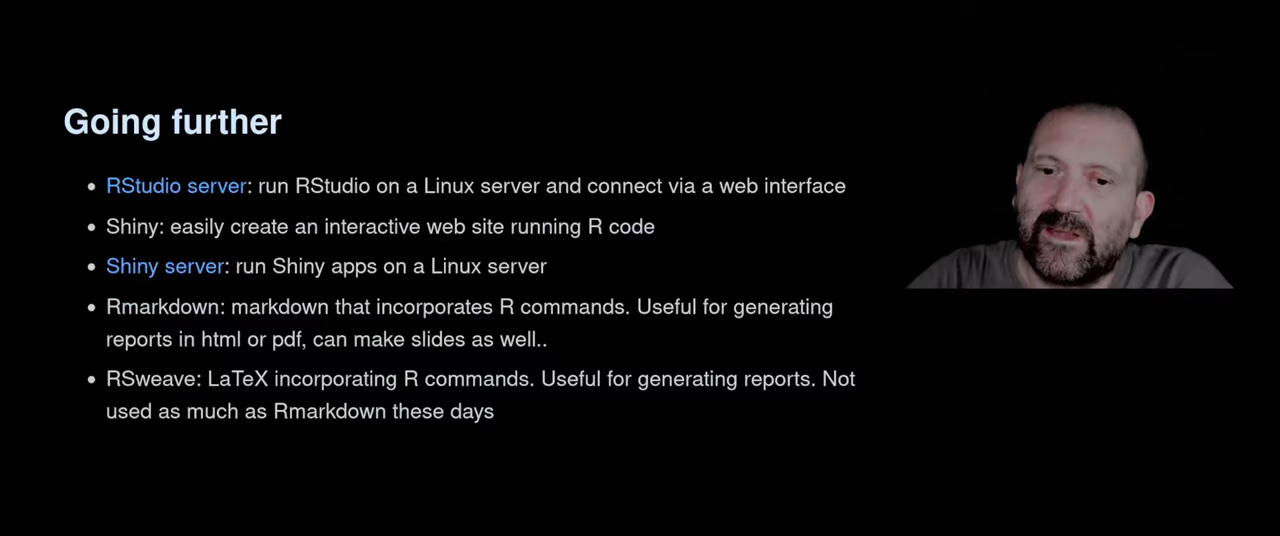 Going further
• RStudio server: run RStudio on a Linux server and connect via a web interface
• Shiny: easily create an interactive web site running R code
• Shiny server: run Shiny apps on a Linux server
• Rmarkdown: markdown that incorporates R commands. Useful for generating
reports in html or pdf, can make slides as well..
• RSweave: LaTeX incorporating R commands. Useful for generating reports. Not
used as much as Rmarkdown these days